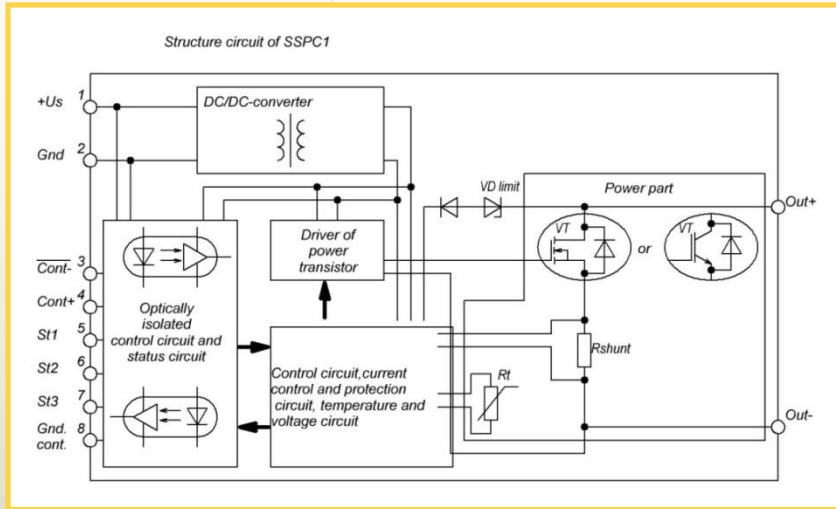 Structure circuit of SSPC1
+Us 1
DC/DC-converter
Gnd 2
VD limit
Power part
Out+
VT
or
VT
Driver of
power
transistor
Cont- 3
Cont+ 4
Optically
isolated
control circuit and
status circuit
St1 5
St2 6
St3 7
Gnd. 8
cont.
Control circuit,current
control and protection
circuit, temperature and
voltage circuit
Rt
Rshunt
Out-